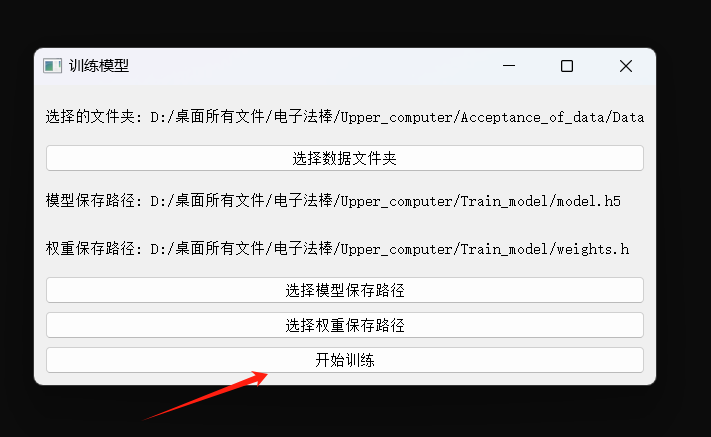 训练模型
选择的文件夹: D:/桌面所有文件/电子法棒/Upper_computer/Acceptance_of_data/Data
选择数据文件夹
模型保存路径: D:/桌面所有文件/电子法棒/Upper_computer/Train_model/model.h5
权重保存路径: D:/桌面所有文件/电子法棒/Upper_computer/Train_model/weights.h
选择模型保存路径
选择权重保存路径
开始训练